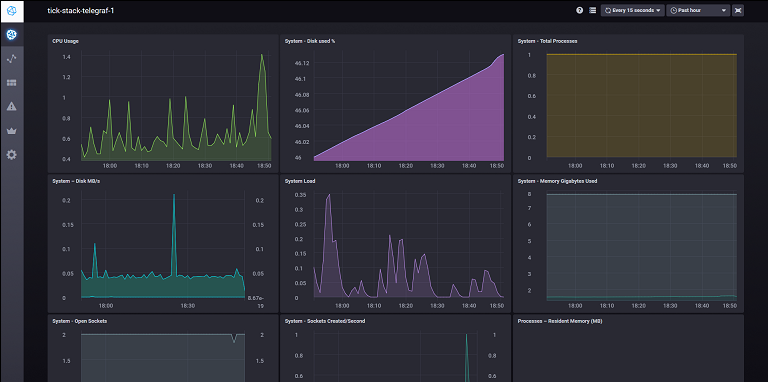 tick-stack-telegraf-1
Every 15 seconds
Past hour
CPU Usage
1.4
1.2
1
0.8
0.6
0.4
18:00 18:10 18:20 18:30 18:40 18:50
System - Disk used %
46.12
46.08
46.06
46.04
46.02
46
18:00 18:10 18:20 18:30 18:40 18:50
System - Total Processes
1
0.8
0.6
0.4
0.2
0
18:00 18:10 18:20 18:30 18:40 18:50
System – Disk MB/s
0.2 0.2
0.15 0.15
0.1 0.1
0.05 0.05
0 8.67e-
19
18:00 18:30
System Load
0.35
0.3
0.25
0.2
0.15
0.1
0.05
0
18:00 18:10 18:20 18:30 18:40 18:50
System - Memory Gigabytes Used
8
7
6
5
4
3
2
18:00 18:10 18:20 18:30 18:40 18:50
System - Open Sockets
2 2
1.5 1.5
System - Sockets Created/Second
1 1
0.8 0.8
0.6 0.6
Processes – Resident Memory (MB)